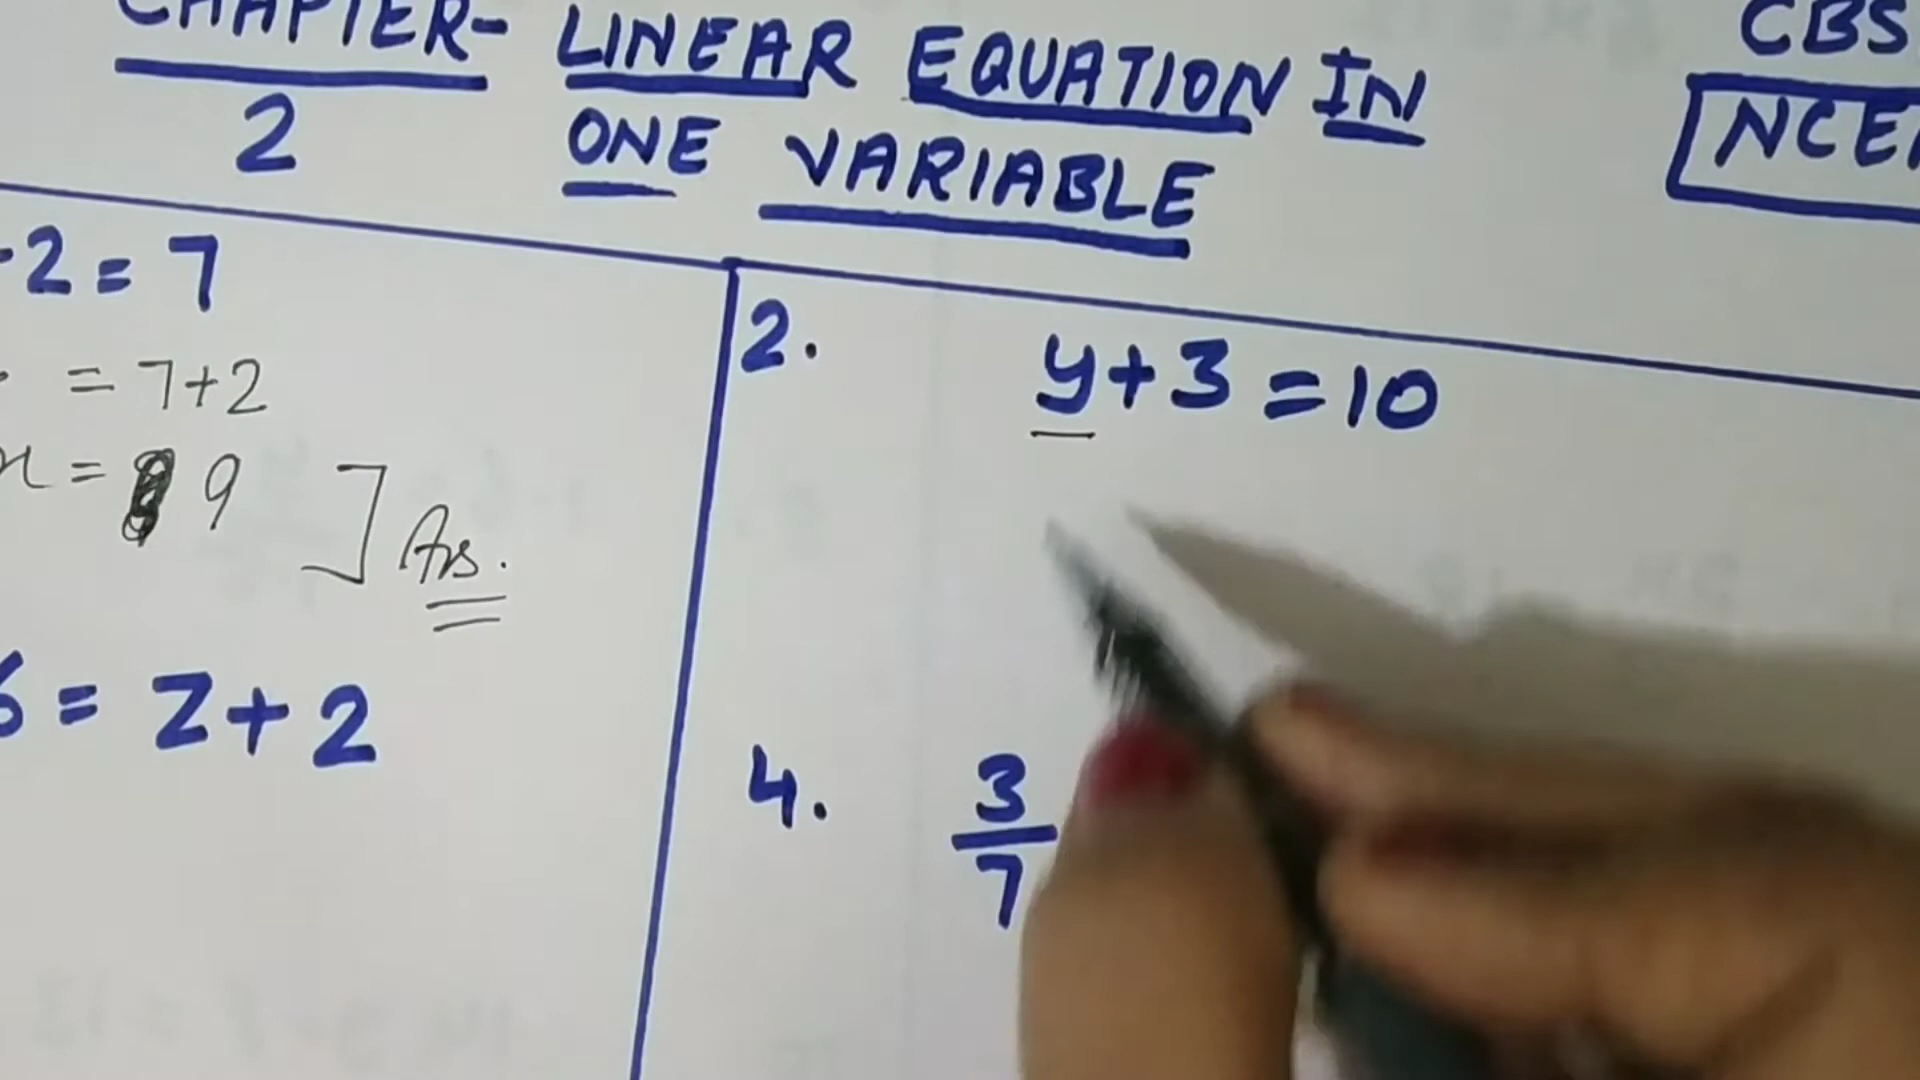 CHAPTER- LINEAR EQUATION IN
2 ONE VARIABLE
CBS
NCE
-2 = 7
= 7+2
x = 9 ] Ans.
6 = Z + 2
2. y + 3 = 10
4. 3/7